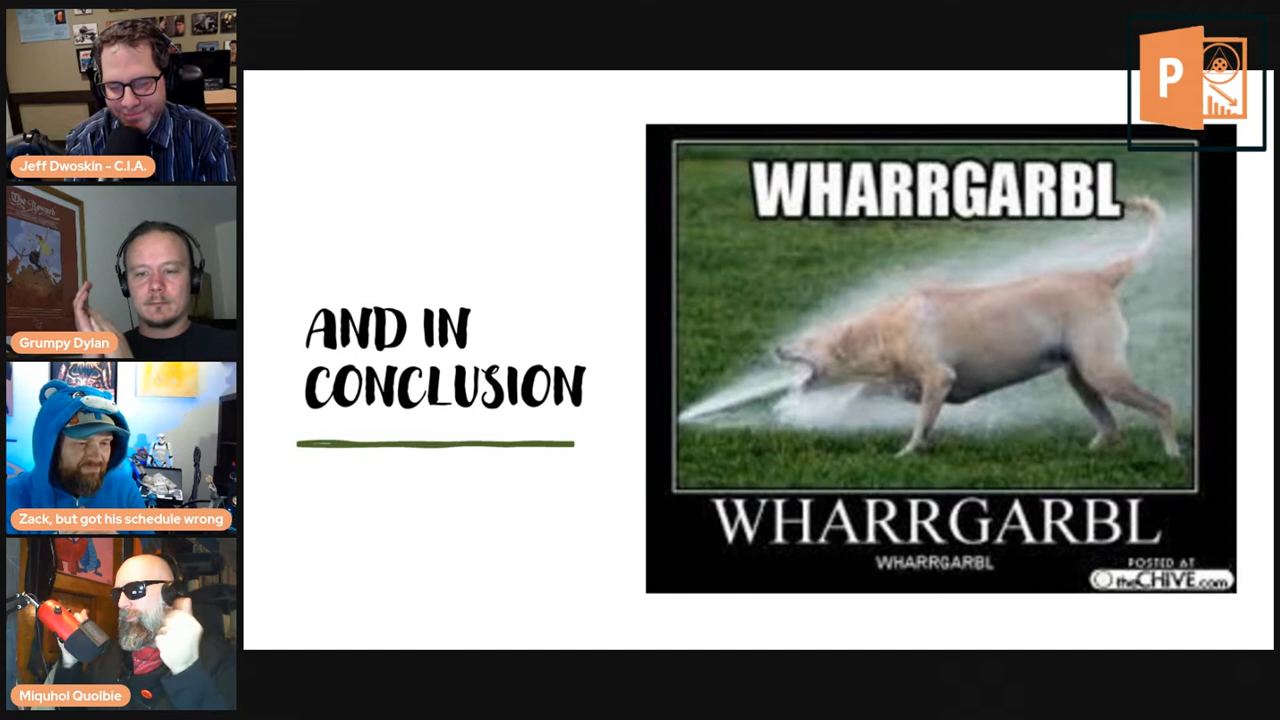 Jeff Dwoskin - C.I.A.
Grumpy Dylan
Zack, but got his schedule wrong
Miquhol Quolbie
AND IN
CONCLUSION
WHARRGARBL
WHARRGARBL
WHARRGARBL
POSTED AT
theCHIVE.com
P